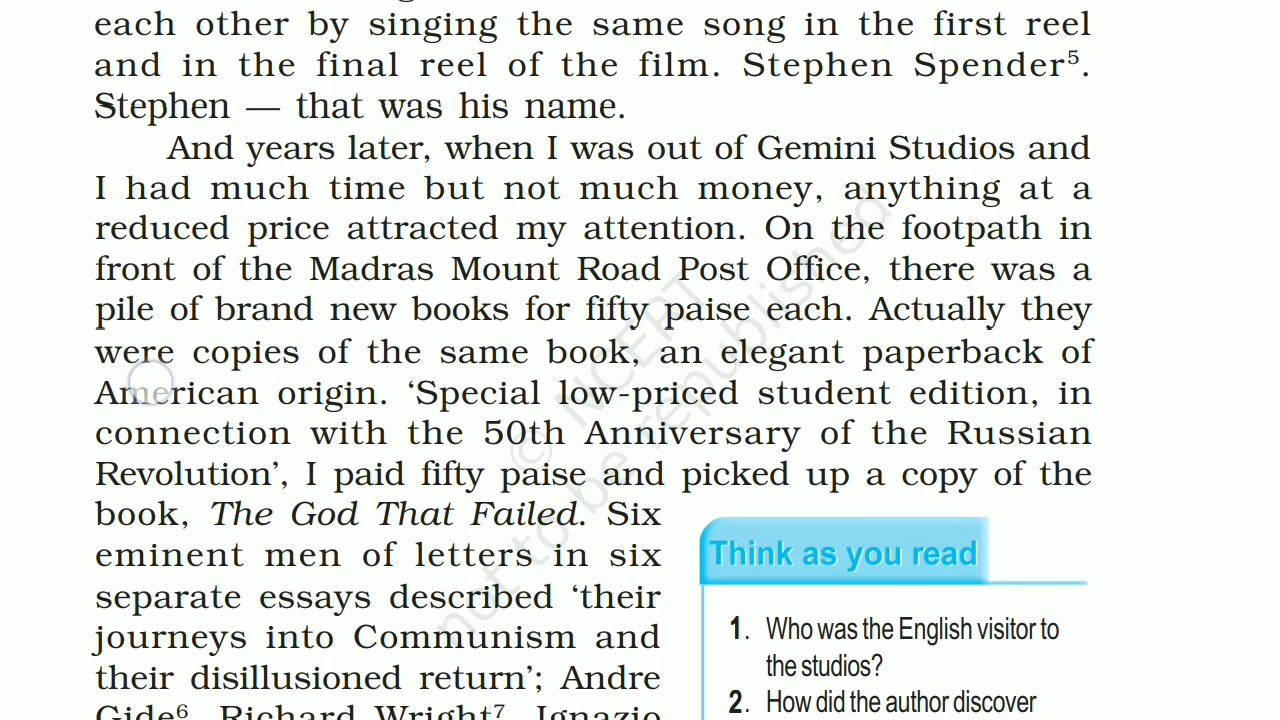 each other by singing the same song in the first reel
and in the final reel of the film. Stephen Spender⁵.
Stephen — that was his name.
And years later, when I was out of Gemini Studios and
I had much time but not much money, anything at a
reduced price attracted my attention. On the footpath in
front of the Madras Mount Road Post Office, there was a
pile of brand new books for fifty paise each. Actually they
were copies of the same book, an elegant paperback of
American origin. ‘Special low-priced student edition, in
connection with the 50th Anniversary of the Russian
Revolution’, I paid fifty paise and picked up a copy of the
book, The God That Failed. Six
eminent men of letters in six
separate essays described ‘their
journeys into Communism and
their disillusioned return’; Andre
Gide⁶, Richard Wright⁷, Ignazio
Think as you read
1. Who was the English visitor to
the studios?
2. How did the author discover
© NCERT
not to be republished